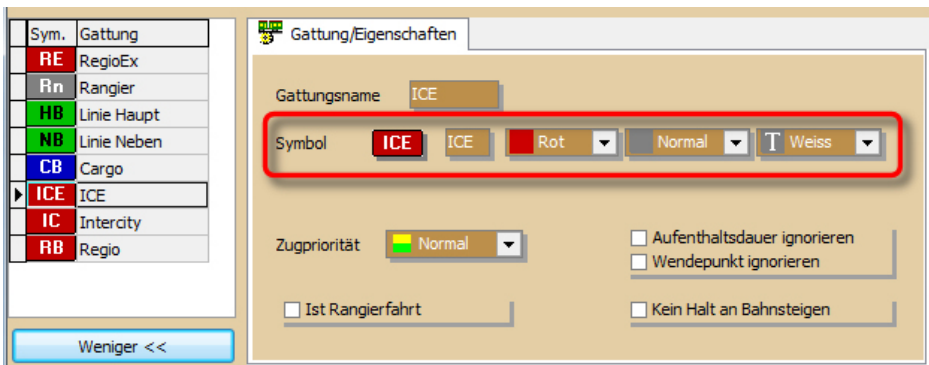 Sym. Gattung
RE RegioEx
Rn Rangier
HB Linie Haupt
NB Linie Neben
CB Cargo
ICE ICE
IC Intercity
RB Regio
Weniger <<
Gattung/Eigenschaften
Gattungsname ICE
Symbol ICE ICE Rot Normal T Weiss
Zugpriorität Normal
Aufenthaltsdauer ignorieren
Wendepunkt ignorieren
Ist Rangierfahrt
Kein Halt an Bahnsteigen